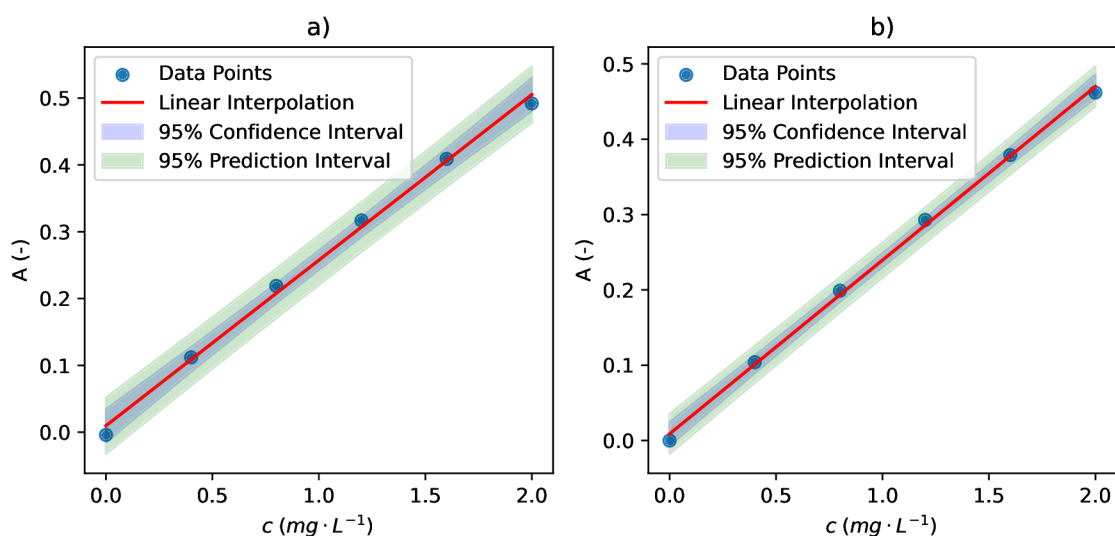 a)
Data Points
Linear Interpolation
95% Confidence Interval
95% Prediction Interval
A (-)
0.5
0.4
0.3
0.2
0.1
0.0
0.0 0.5 1.0 1.5 2.0
c (mg · L⁻¹)
b)
Data Points
Linear Interpolation
95% Confidence Interval
95% Prediction Interval
A (-)
0.5
0.4
0.3
0.2
0.1
0.0
0.0 0.5 1.0 1.5 2.0
c (mg · L⁻¹)